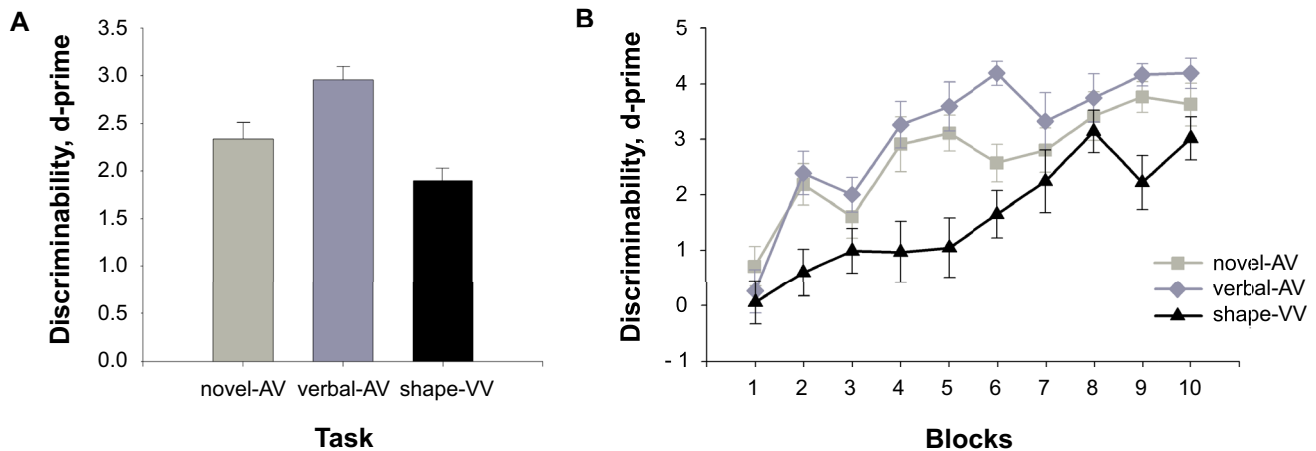 A
Discriminability, d-prime
3.5
3.0
2.5
2.0
1.5
1.0
0.5
0.0
novel-AV verbal-AV shape-VV
Task
B
Discriminability, d-prime
5
4
3
2
1
0
- 1
1 2 3 4 5 6 7 8 9 10
Blocks
novel-AV
verbal-AV
shape-VV